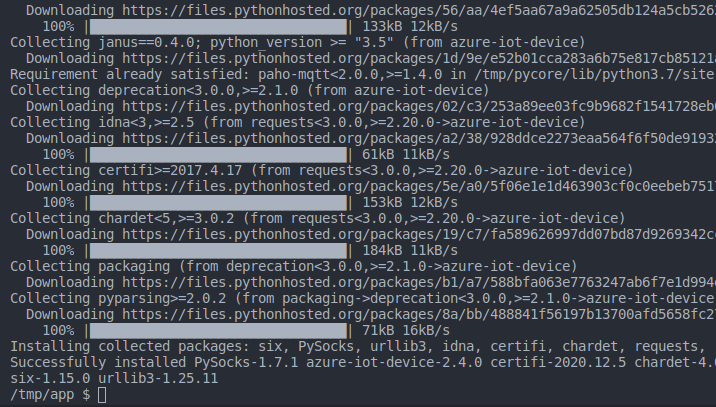 Downloading https://files.pythonhosted.org/packages/56/aa/4ef5aa67a9a62505db124a5cb5262
100% |████████████████████████████████| 133kB 12kB/s
Collecting janus==0.4.0; python_version >= "3.5" (from azure-iot-device)
Downloading https://files.pythonhosted.org/packages/1d/9e/e52b01cca283a6b75e817cb85121a
Requirement already satisfied: paho-mqtt<2.0.0,>=1.4.0 in /tmp/pycore/lib/python3.7/site
Collecting deprecation<3.0.0,>=2.1.0 (from azure-iot-device)
Downloading https://files.pythonhosted.org/packages/02/c3/253a89ee03fc9b9682f1541728eb
Collecting idna<3,>=2.5 (from requests<3.0.0,>=2.20.0->azure-iot-device)
Downloading https://files.pythonhosted.org/packages/a2/38/928ddce2273eaa564f6f50de9193
100% |████████████████████████████████| 61kB 11kB/s
Collecting certifi>=2017.4.17 (from requests<3.0.0,>=2.20.0->azure-iot-device)
Downloading https://files.pythonhosted.org/packages/5e/a0/5f06e1e1d463903cf0c0eebeb751
100% |████████████████████████████████| 153kB 12kB/s
Collecting chardet<5,>=3.0.2 (from requests<3.0.0,>=2.20.0->azure-iot-device)
Downloading https://files.pythonhosted.org/packages/19/c7/fa589626997dd07bd87d9269342c
100% |████████████████████████████████| 184kB 11kB/s
Collecting packaging (from deprecation<3.0.0,>=2.1.0->azure-iot-device)
Downloading https://files.pythonhosted.org/packages/b1/a7/588bfa063e7763247ab6f7e1d994
Collecting pyparsing>=2.0.2 (from packaging->deprecation<3.0.0,>=2.1.0->azure-iot-device
Downloading https://files.pythonhosted.org/packages/8a/bb/488841f56197b13700afd5658fc2
100% |████████████████████████████████| 71kB 16kB/s
Installing collected packages: six, PySocks, urllib3, idna, certifi, chardet, requests,
Successfully installed PySocks-1.7.1 azure-iot-device-2.4.0 certifi-2020.12.5 chardet-4.0
six-1.15.0 urllib3-1.25.11
/tmp/app $